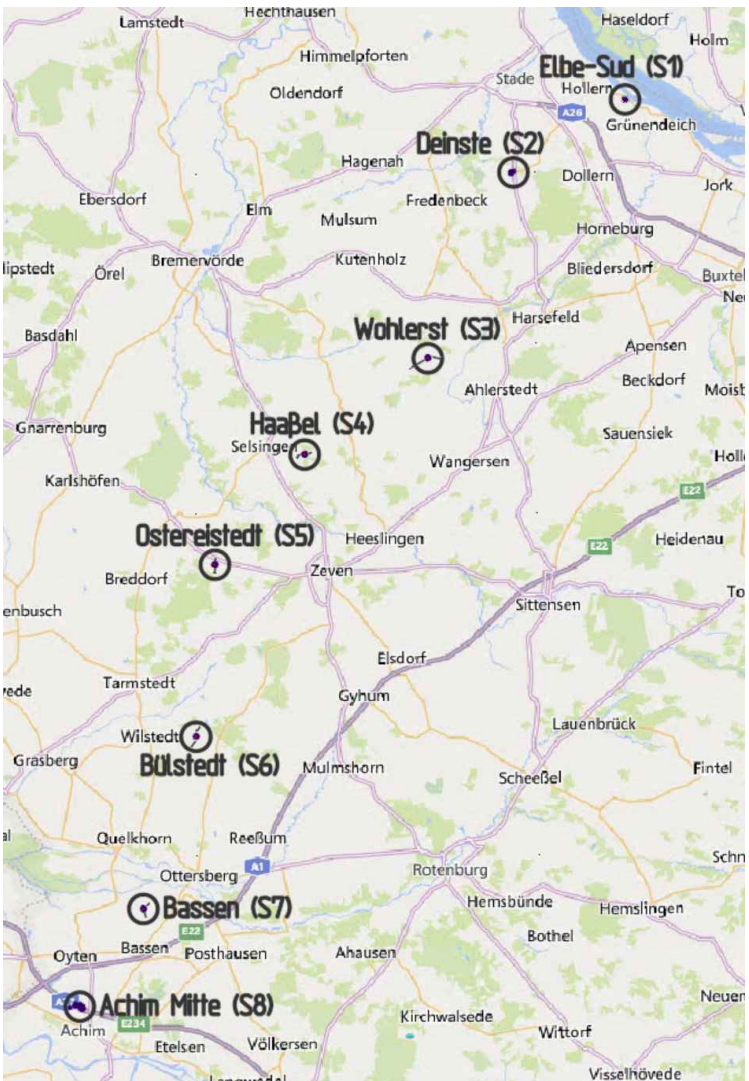 Hechthausen
Haseldorf
Lamstedt
Holm
Himmelpforten
Elbe-Sud (S1)
Stade
Hollern
Oldendorf
A26
Grünendeich
Deinste (S2)
Hagenah
Dollern
Jork
Ebersdorf
Fredenbeck
Elm
Mulsum
Horneburg
Bremervörde
Kutenholz
lipstedt
Örel
Bliedersdorf
Buxtel
Harsefeld
Wohlerst (S3)
Basdahl
Apensen
Beckdorf
Ahlerstedt
Moisb
Haaßel (S4)
Gnarrenburg
Selsingen
Sauensiek
Wangersen
Holle
Karlshöfen
E22
Ostereistedt (S5)
Heeslingen
E22
Heidenau
Breddorf
Zeven
Sittensen
enbusch
Elsdorf
Tarmstedt
Gyhum
Wilstedt
Lauenbrück
Grasberg
Bülstedt (S6)
Mulmshorn
Scheeßel
Fintel
Quelkhorn
Reeßum
A1
Ottersberg
Rotenburg
Bassen (S7)
Hemsbünde
Hemslingen
E22
Bassen
Posthausen
Bothel
Oyten
Ahausen
Achim Mitte (S8)
Neuen
Achim
E234
Kirchwalsede
Etelsen
Völkersen
Wittorf
Langwedel
Visselhövede